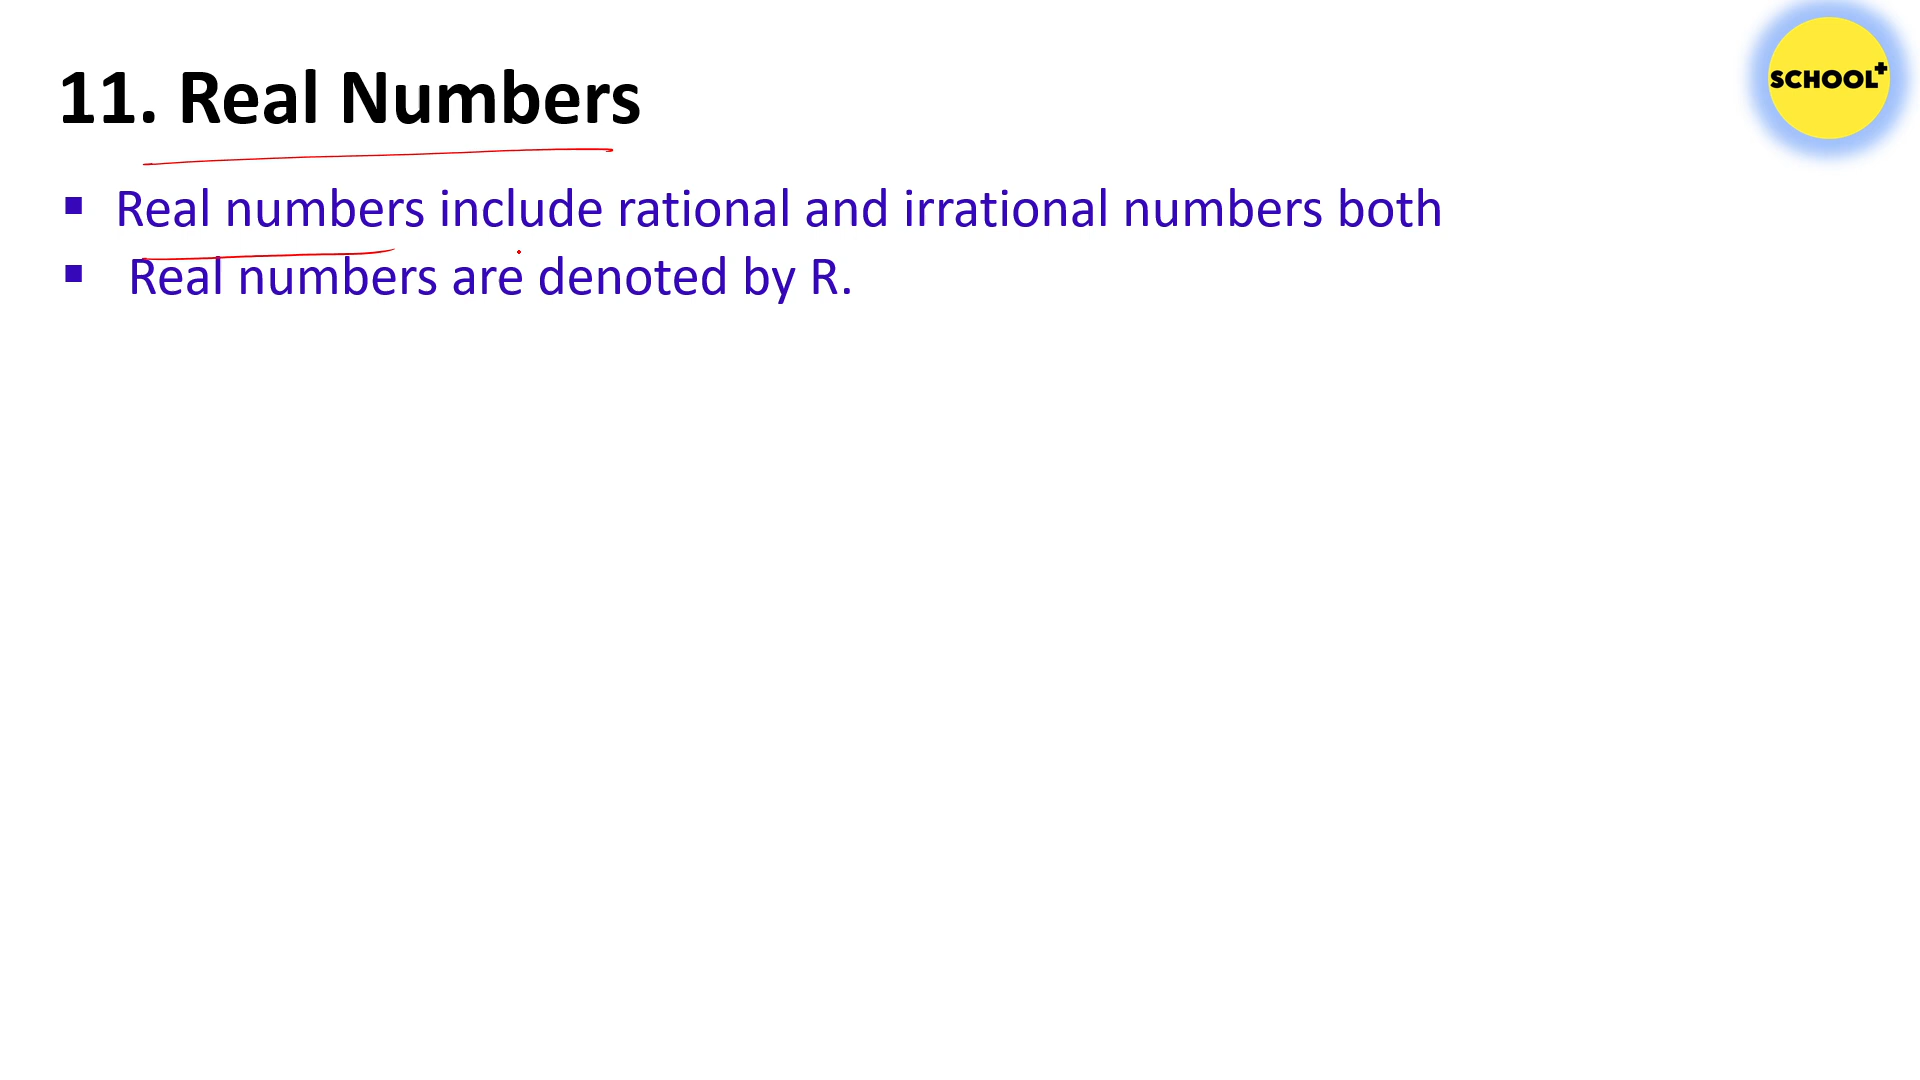 11. Real Numbers
SCHOOL+
▪ Real numbers include rational and irrational numbers both
▪ Real numbers are denoted by R.